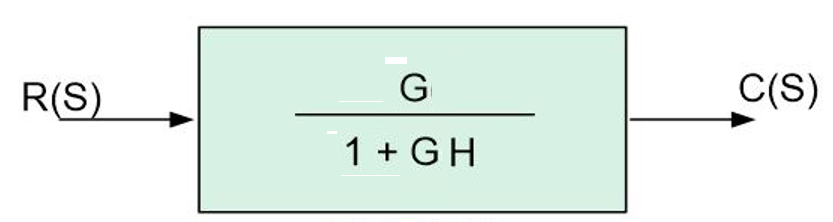 R(S)
G
1 + G H
C(S)